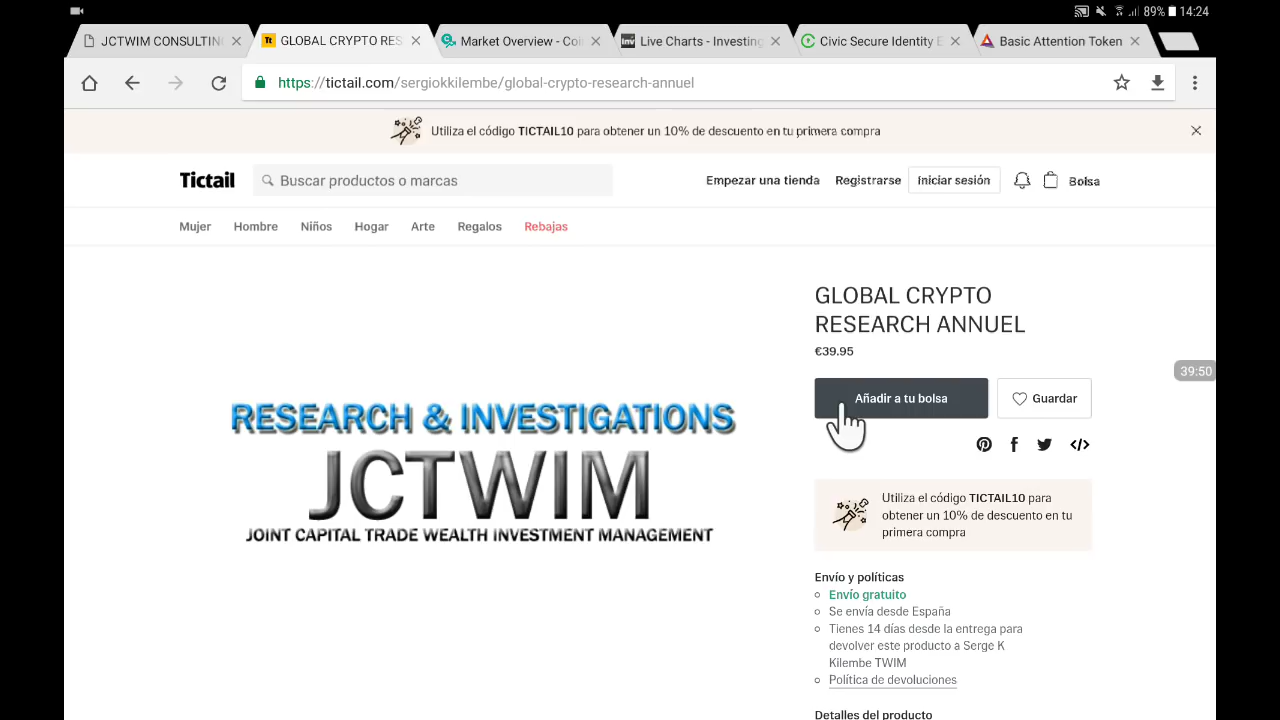 89% 14:24
JCTWIM CONSULTIN
Tt GLOBAL CRYPTO RES
Market Overview - Coi
Inv Live Charts - Investing
Civic Secure Identity E
Basic Attention Token
https://tictail.com/sergiokkilembe/global-crypto-research-annuel
Utiliza el código TICTAIL10 para obtener un 10% de descuento en tu primera compra
Tictail
Buscar productos o marcas
Empezar una tienda
Registrarse
Iniciar sesión
Bolsa
Mujer
Hombre
Niños
Hogar
Arte
Regalos
Rebajas
GLOBAL CRYPTO
RESEARCH ANNUEL
€39.95
39:50
Añadir a tu bolsa
Guardar
RESEARCH & INVESTIGATIONS
JCTWIM
JOINT CAPITAL TRADE WEALTH INVESTMENT MANAGEMENT
Utiliza el código TICTAIL10 para
obtener un 10% de descuento en tu
primera compra
Envío y políticas
Envío gratuito
Se envía desde España
Tienes 14 días desde la entrega para
devolver este producto a Serge K
Kilembe TWIM
Política de devoluciones
Detalles del producto